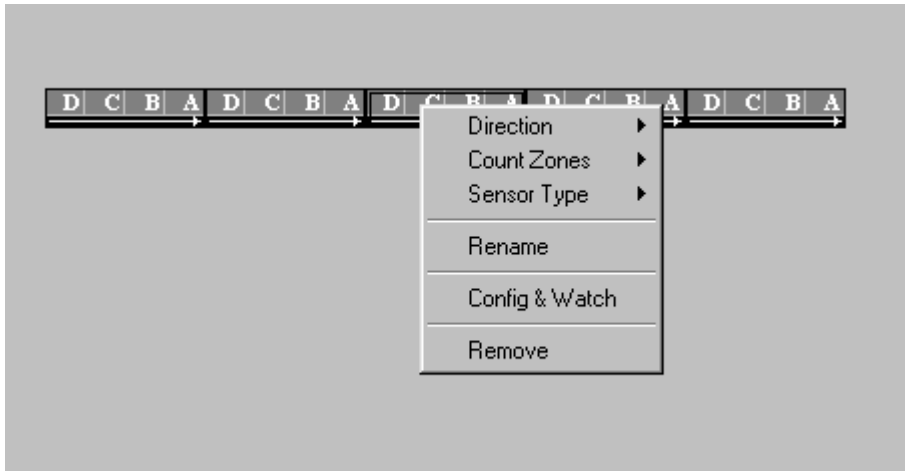 D C B A D C B A D C B A D C B A D C B A
Direction
Count Zones
Sensor Type
Rename
Config & Watch
Remove